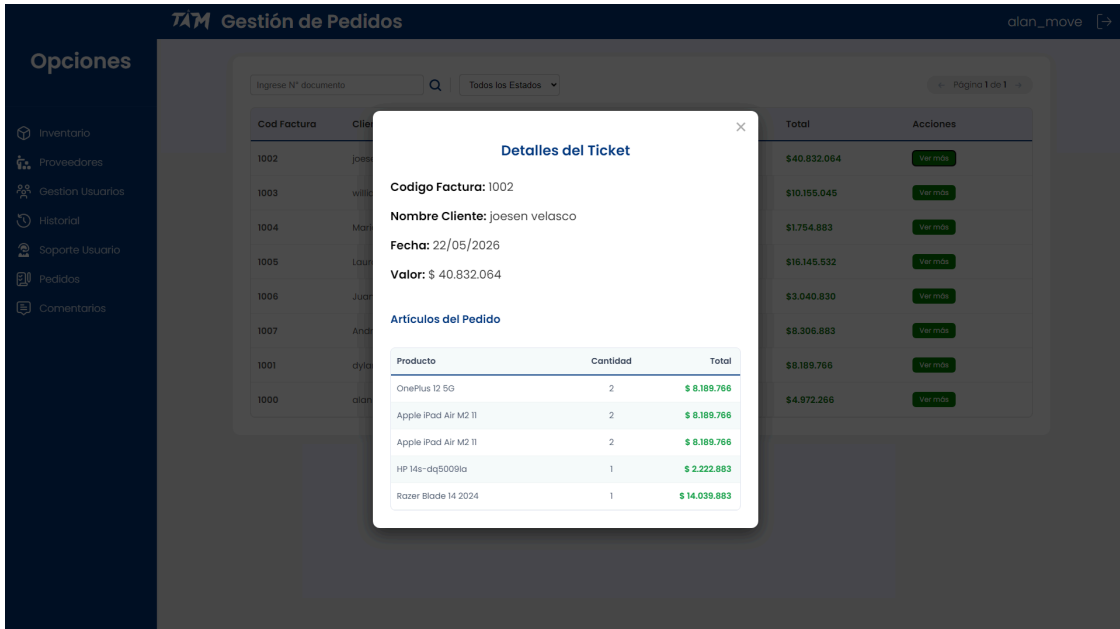 TAM Gestión de Pedidos
alan_move
Opciones
Inventario
Proveedores
Gestion Usuarios
Historial
Soporte Usuario
Pedidos
Comentarios
Ingrese N° documento
Todos los Estados
← Página 1 de 1 →
Cod Factura Total Acciones
1002 $40.832.064 Ver más
1003 $10.155.045 Ver más
1004 $1.754.883 Ver más
1005 $16.145.532 Ver más
1006 $3.040.830 Ver más
1007 $8.306.883 Ver más
1001 $8.189.766 Ver más
1000 $4.972.266 Ver más
×
Detalles del Ticket
Codigo Factura: 1002
Nombre Cliente: joesen velasco
Fecha: 22/05/2026
Valor: $ 40.832.064
Artículos del Pedido
Producto Cantidad Total
OnePlus 12 5G 2 $ 8.189.766
Apple iPad Air M2 11 2 $ 8.189.766
Apple iPad Air M2 11 2 $ 8.189.766
HP 14s-dq5009la 1 $ 2.222.883
Razer Blade 14 2024 1 $ 14.039.883